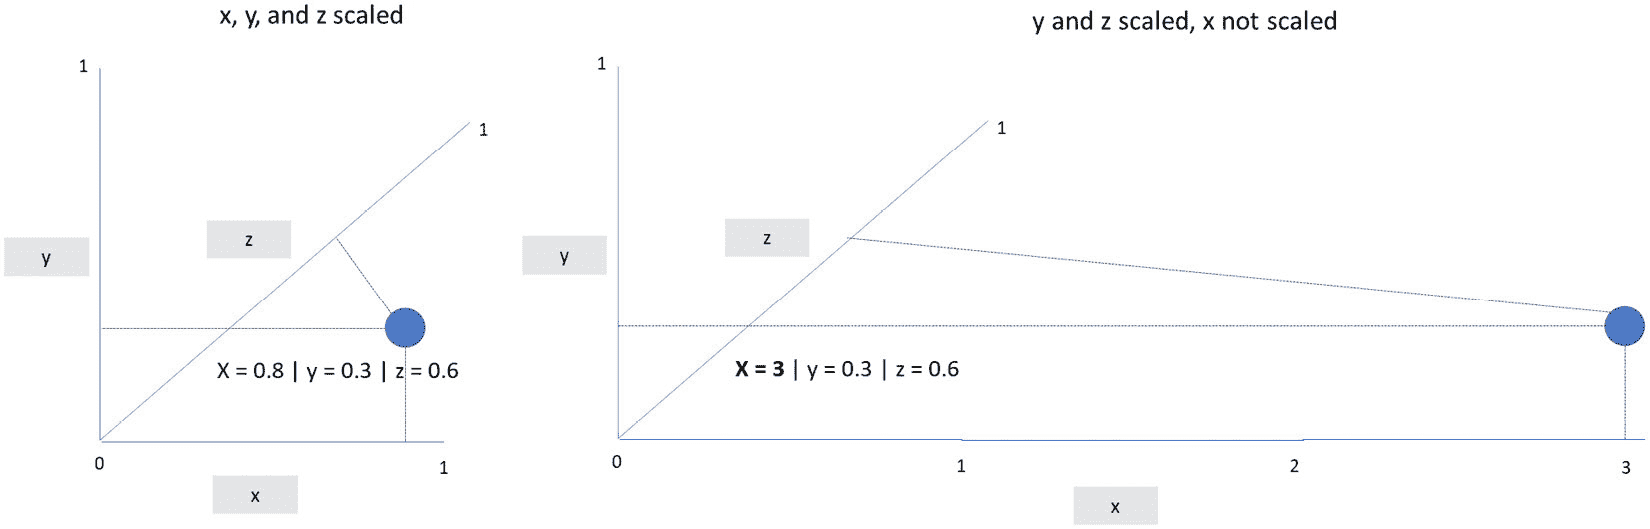 x, y, and z scaled
1
1
z
y
X = 0.8 | y = 0.3 | z = 0.6
0
1
x
y and z scaled, x not scaled
1
1
z
y
X = 3 | y = 0.3 | z = 0.6
0
1
2
3
x